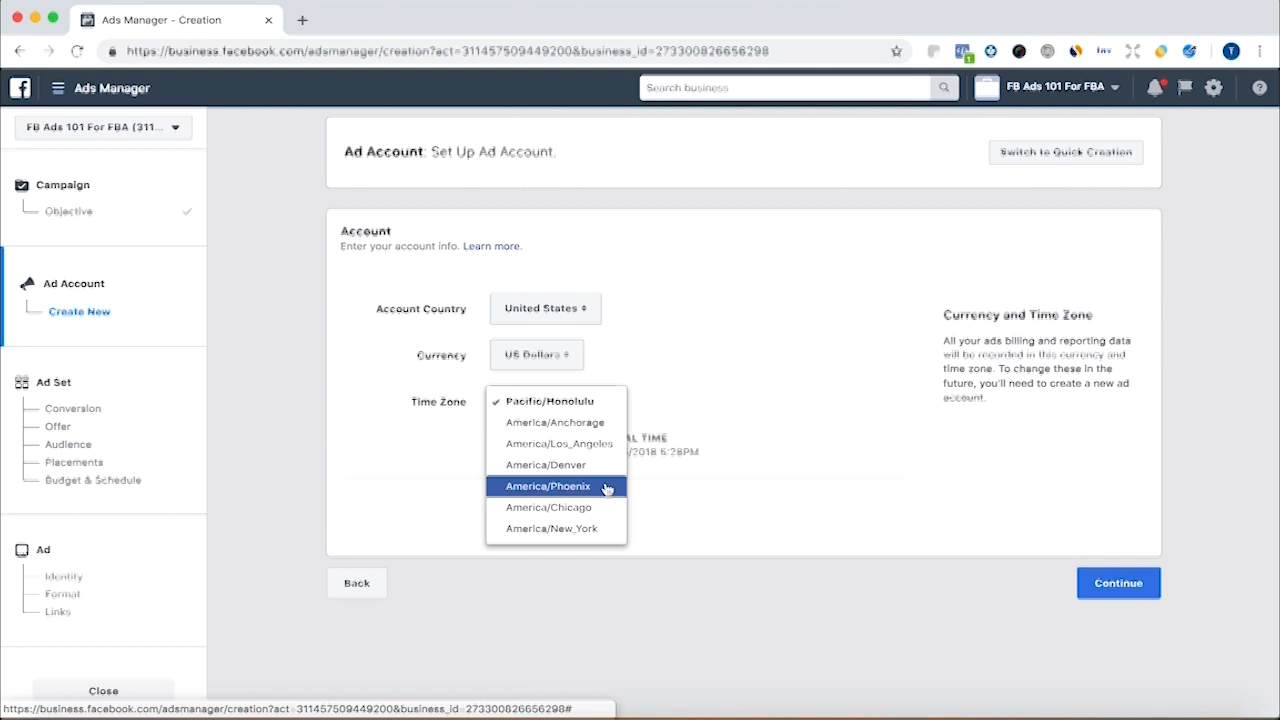 Ads Manager - Creation
https://business.facebook.com/adsmanager/creation?act=311457509449200&business_id=273300826656298
Ads Manager
Search business
FB Ads 101 For FBA
FB Ads 101 For FBA (311...
Ad Account: Set Up Ad Account.
Switch to Quick Creation
Campaign
Objective
Account
Enter your account info. Learn more.
Ad Account
Create New
Account Country
United States
Currency
US Dollars
Time Zone
Pacific/Honolulu
America/Anchorage
America/Los_Angeles
America/Denver
America/Phoenix
America/Chicago
America/New_York
AL TIME
/2018 5:28PM
Currency and Time Zone
All your ads billing and reporting data
will be recorded in this currency and
time zone. To change these in the
future, you'll need to create a new ad
account.
Ad Set
Conversion
Offer
Audience
Placements
Budget & Schedule
Ad
Identity
Format
Links
Back
Continue
Close
https://business.facebook.com/adsmanager/creation?act=311457509449200&business_id=273300826656298#